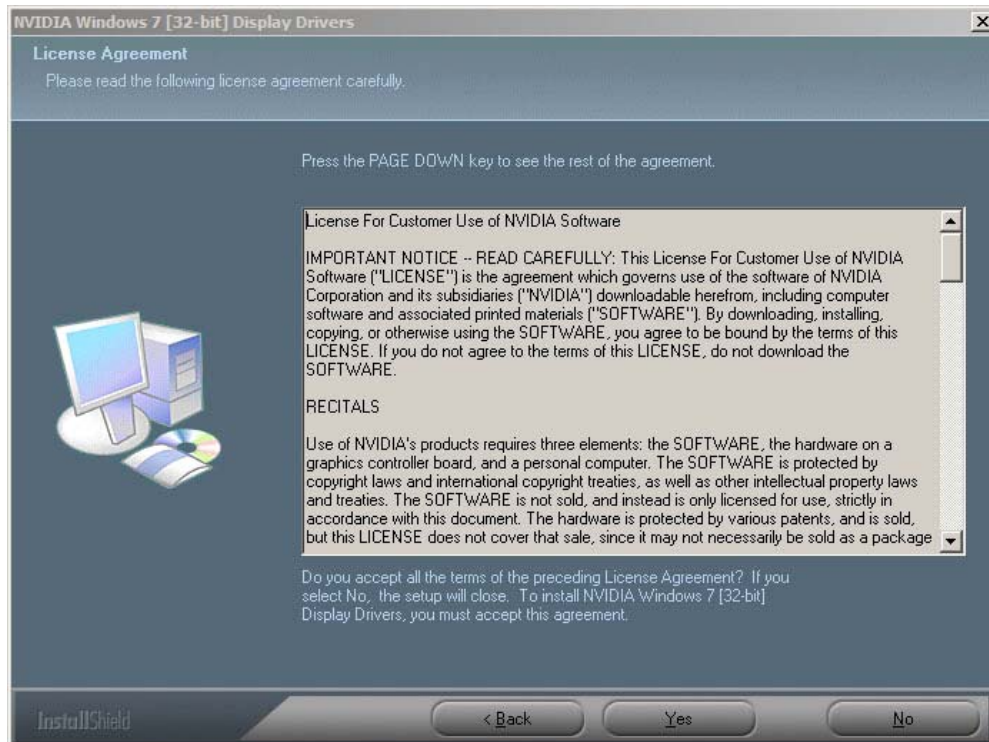 NVIDIA Windows 7 [32-bit] Display Drivers
License Agreement
Please read the following license agreement carefully.
Press the PAGE DOWN key to see the rest of the agreement.
License For Customer Use of NVIDIA Software
IMPORTANT NOTICE -- READ CAREFULLY: This License For Customer Use of NVIDIA
Software ("LICENSE") is the agreement which governs use of the software of NVIDIA
Corporation and its subsidiaries ("NVIDIA") downloadable herefrom, including computer
software and associated printed materials ("SOFTWARE"). By downloading, installing,
copying, or otherwise using the SOFTWARE, you agree to be bound by the terms of this
LICENSE. If you do not agree to the terms of this LICENSE, do not download the
SOFTWARE.
RECITALS
Use of NVIDIA's products requires three elements: the SOFTWARE, the hardware on a
graphics controller board, and a personal computer. The SOFTWARE is protected by
copyright laws and international copyright treaties, as well as other intellectual property laws
and treaties. The SOFTWARE is not sold, and instead is only licensed for use, strictly in
accordance with this document. The hardware is protected by various patents, and is sold,
but this LICENSE does not cover that sale, since it may not necessarily be sold as a package
Do you accept all the terms of the preceding License Agreement? If you
select No, the setup will close. To install NVIDIA Windows 7 [32-bit]
Display Drivers, you must accept this agreement.
InstallShield
< Back
Yes
No